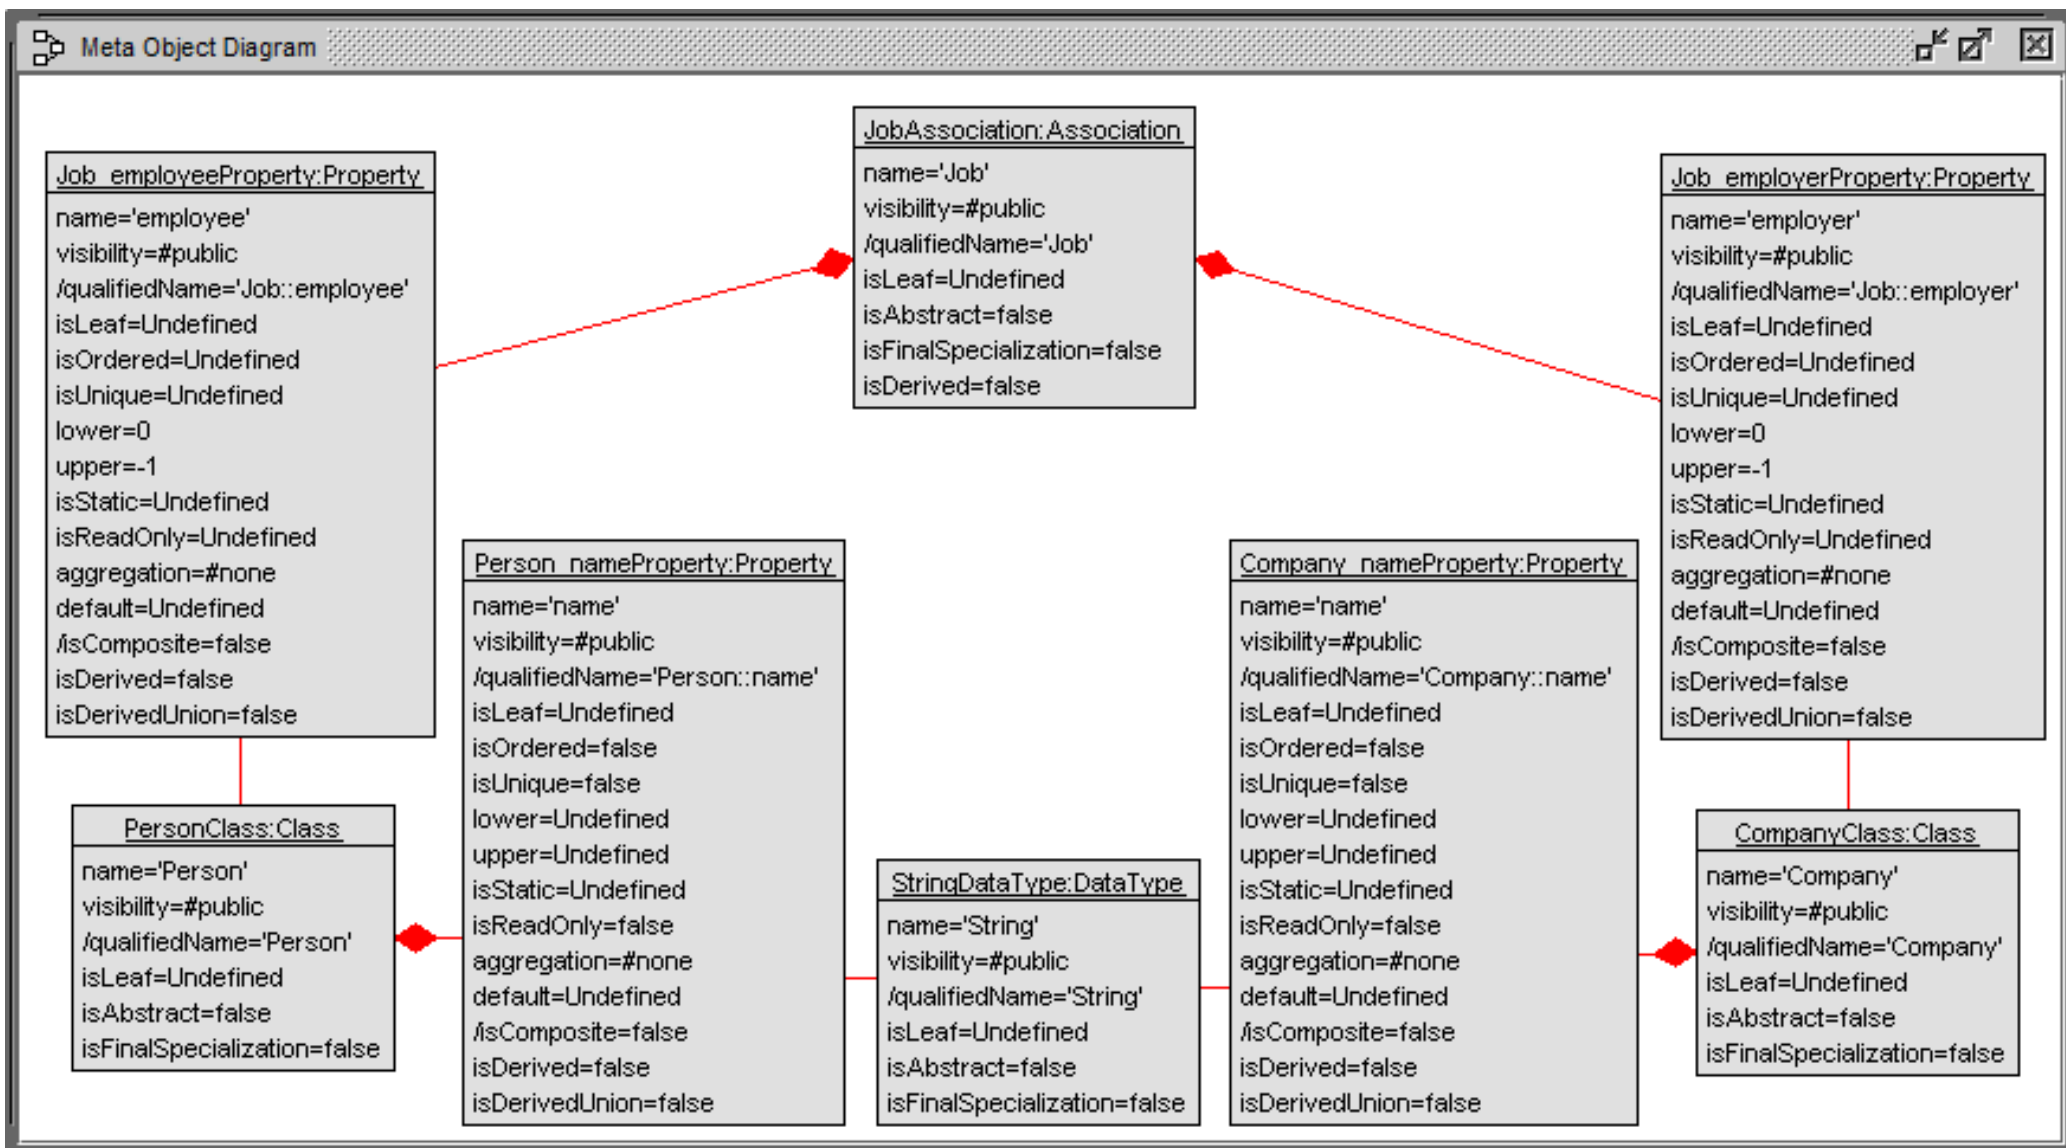 Meta Object Diagram
JobAssociation:Association
name='Job'
visibility=#public
/qualifiedName='Job'
isLeaf=Undefined
isAbstract=false
isFinalSpecialization=false
isDerived=false
Job_employeeProperty:Property
name='employee'
visibility=#public
/qualifiedName='Job::employee'
isLeaf=Undefined
isOrdered=Undefined
isUnique=Undefined
lower=0
upper=-1
isStatic=Undefined
isReadOnly=Undefined
aggregation=#none
default=Undefined
/isComposite=false
isDerived=false
isDerivedUnion=false
Job_employerProperty:Property
name='employer'
visibility=#public
/qualifiedName='Job::employer'
isLeaf=Undefined
isOrdered=Undefined
isUnique=Undefined
lower=0
upper=-1
isStatic=Undefined
isReadOnly=Undefined
aggregation=#none
default=Undefined
/isComposite=false
isDerived=false
isDerivedUnion=false
Person_nameProperty:Property
name='name'
visibility=#public
/qualifiedName='Person::name'
isLeaf=Undefined
isOrdered=false
isUnique=false
lower=Undefined
upper=Undefined
isStatic=Undefined
isReadOnly=false
aggregation=#none
default=Undefined
/isComposite=false
isDerived=false
isDerivedUnion=false
Company_nameProperty:Property
name='name'
visibility=#public
/qualifiedName='Company::name'
isLeaf=Undefined
isOrdered=false
isUnique=false
lower=Undefined
upper=Undefined
isStatic=Undefined
isReadOnly=false
aggregation=#none
default=Undefined
/isComposite=false
isDerived=false
isDerivedUnion=false
PersonClass:Class
name='Person'
visibility=#public
/qualifiedName='Person'
isLeaf=Undefined
isAbstract=false
isFinalSpecialization=false
StringDataType:DataType
name='String'
visibility=#public
/qualifiedName='String'
isLeaf=Undefined
isAbstract=false
isFinalSpecialization=false
CompanyClass:Class
name='Company'
visibility=#public
/qualifiedName='Company'
isLeaf=Undefined
isAbstract=false
isFinalSpecialization=false